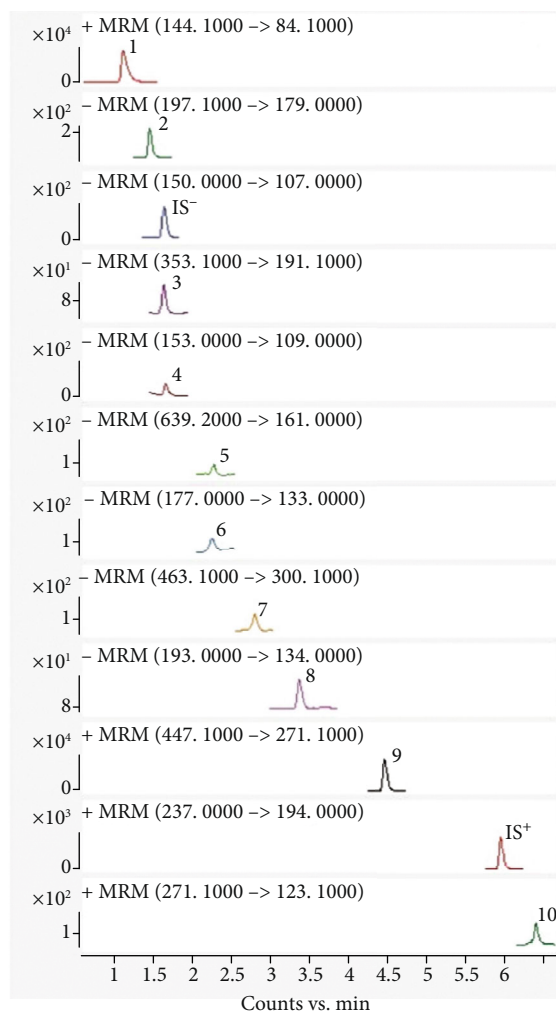 + MRM (144. 1000 –> 84. 1000)
×10⁴
1
0
– MRM (197. 1000 –> 179. 0000)
×10²
2
2
– MRM (150. 0000 –> 107. 0000)
×10²
IS⁻
0
– MRM (353. 1000 –> 191. 1000)
×10¹
3
8
– MRM (153. 0000 –> 109. 0000)
×10²
4
0
– MRM (639. 2000 –> 161. 0000)
×10²
5
1
– MRM (177. 0000 –> 133. 0000)
×10²
6
1
– MRM (463. 1000 –> 300. 1000)
×10²
7
1
– MRM (193. 0000 –> 134. 0000)
×10¹
8
8
+ MRM (447. 1000 –> 271. 1000)
×10⁴
9
0
+ MRM (237. 0000 –> 194. 0000)
×10³
IS⁺
0
+ MRM (271. 1000 –> 123. 1000)
×10²
10
1
1 1.5 2 2.5 3 3.5 4 4.5 5 5.5 6
Counts vs. min